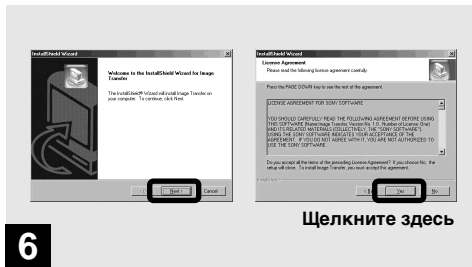 InstallShield Wizard
Welcome to the InstallShield Wizard for Image
Transfer
The InstallShield® Wizard will install Image Transfer on
your computer. To continue, click Next.
Next >
Cancel
InstallShield Wizard
License Agreement
Please read the following license agreement carefully.
Press the PAGE DOWN key to see the rest of the agreement.
LICENSE AGREEMENT FOR SONY SOFTWARE
YOU SHOULD CAREFULLY READ THE FOLLOWING AGREEMENT BEFORE USING
THIS SOFTWARE (Name:Image Transfer, Version No. 1.0, Number of License: One)
AND ITS RELATED MATERIALS (COLLECTIVELY, THE "SONY SOFTWARE").
USING THE SONY SOFTWARE INDICATES YOUR ACCEPTANCE OF THE
AGREEMENT. IF YOU DO NOT AGREE WITH IT, YOU ARE NOT AUTHORIZED TO
USE THE SONY SOFTWARE
Do you accept all the terms of the preceding License Agreement? If you choose No, the
setup will close. To install Image Transfer, you must accept this agreement.
InstallShield
Yes
No
Щелкните здесь
6